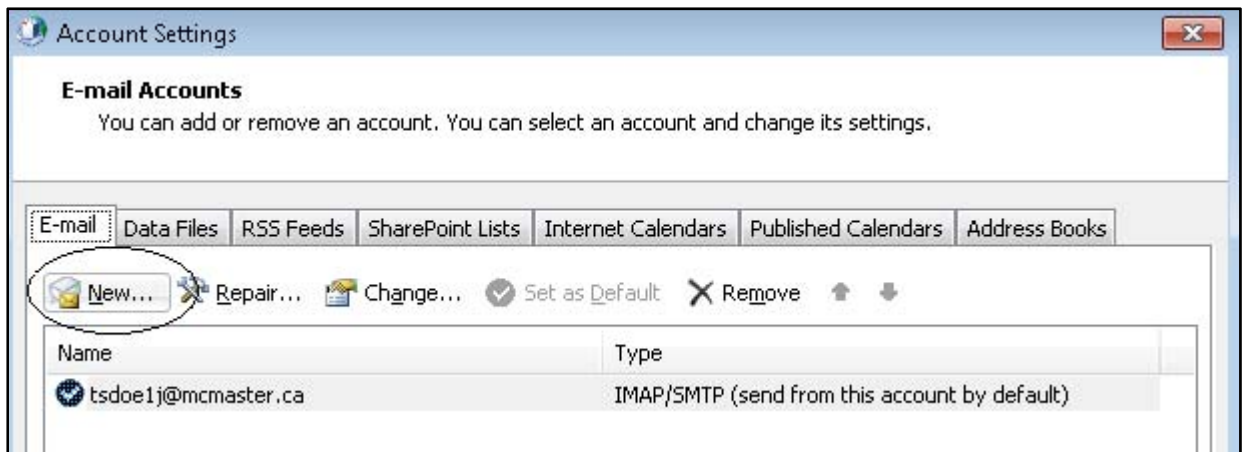 Account Settings
E-mail Accounts
You can add or remove an account. You can select an account and change its settings.
E-mail Data Files RSS Feeds SharePoint Lists Internet Calendars Published Calendars Address Books
New... Repair... Change... Set as Default Remove
Name Type
tsdoe1j@mcmaster.ca IMAP/SMTP (send from this account by default)